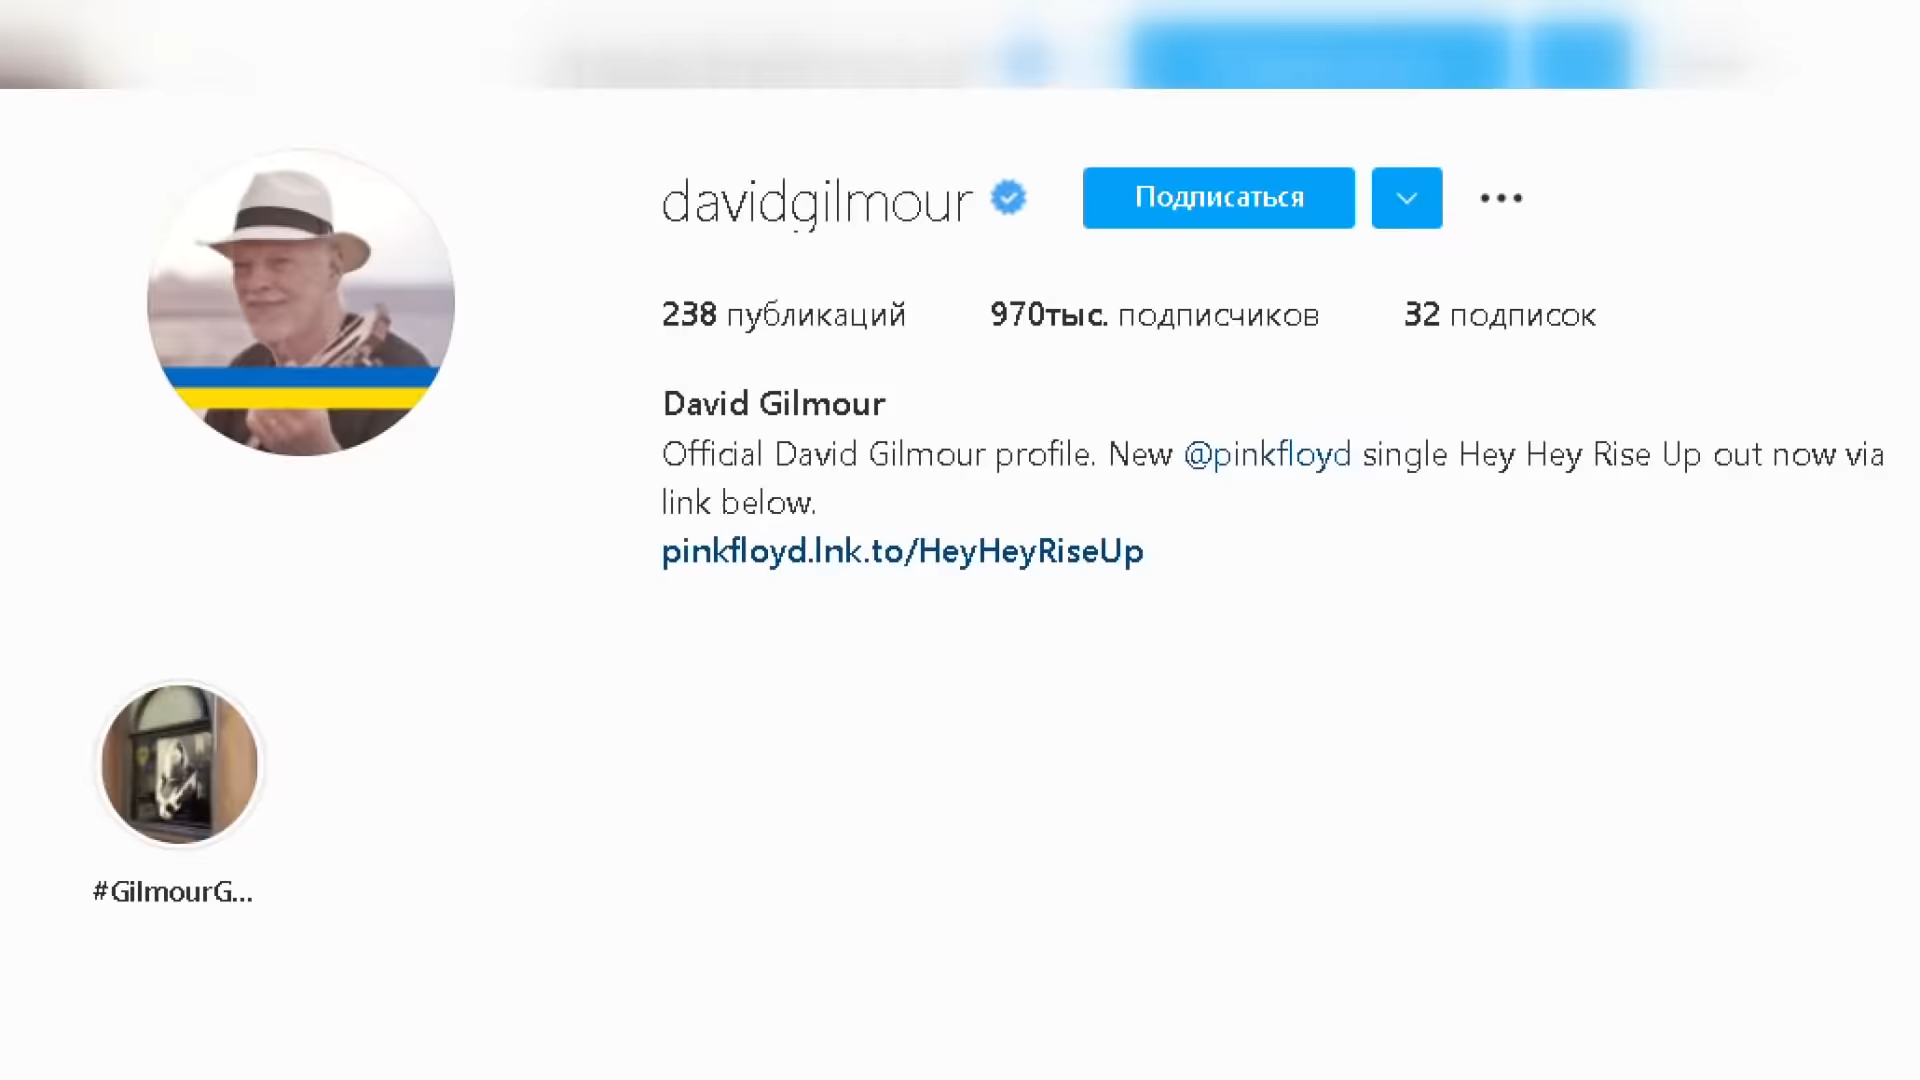 davidgilmour Подписаться
238 публикаций 970тыс. подписчиков 32 подписок
David Gilmour
Official David Gilmour profile. New @pinkfloyd single Hey Hey Rise Up out now via
link below.
pinkfloyd.lnk.to/HeyHeyRiseUp
#GilmourG...